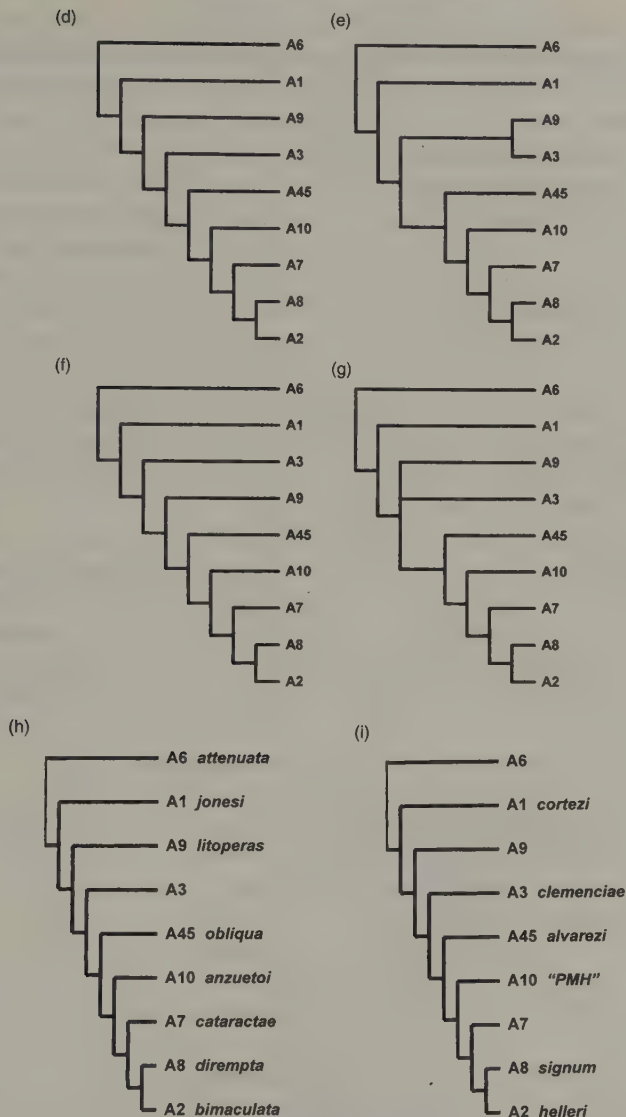 (d)
A6
A1
A9
A3
A45
A10
A7
A8
A2
(e)
A6
A1
A9
A3
A45
A10
A7
A8
A2
(f)
A6
A1
A3
A9
A45
A10
A7
A8
A2
(g)
A6
A1
A9
A3
A45
A10
A7
A8
A2
(h)
A6 attenuata
A1 jonesi
A9 litoperas
A3
A45 obliqua
A10 anzuetoi
A7 cataractae
A8 dirempta
A2 bimaculata
(i)
A6
A1 cortezi
A9
A3 clemenciae
A45 alvarezi
A10 “PMH”
A7
A8 signum
A2 helleri